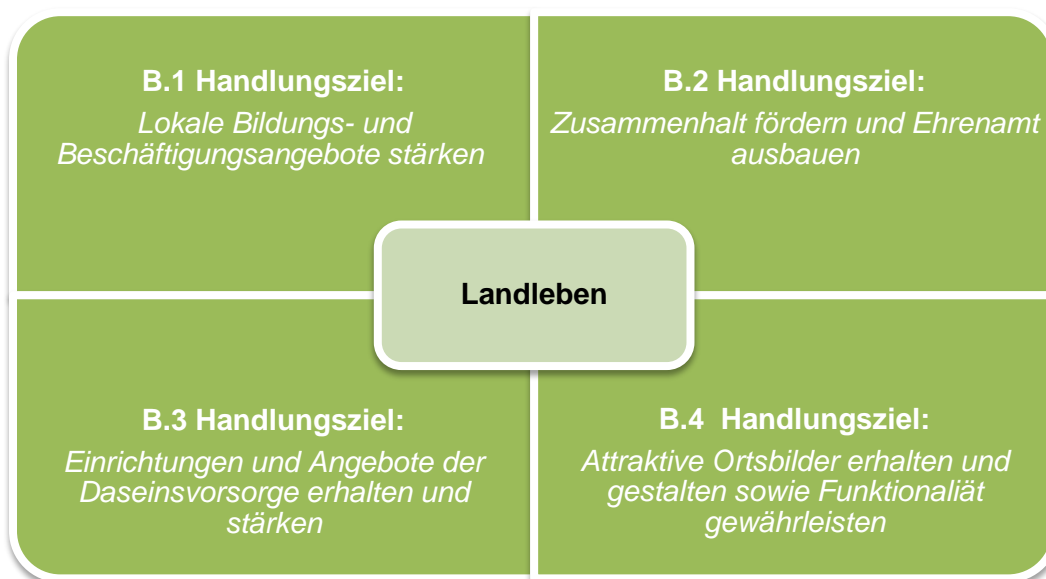 B.1 Handlungsziel:
Lokale Bildungs- und
Beschäftigungsangebote stärken
B.2 Handlungsziel:
Zusammenhalt fördern und Ehrenamt
ausbauen
Landleben
B.3 Handlungsziel:
Einrichtungen und Angebote der
Daseinsvorsorge erhalten und
stärken
B.4  Handlungsziel:
Attraktive Ortsbilder erhalten und
gestalten sowie Funktionaliät
gewährleisten